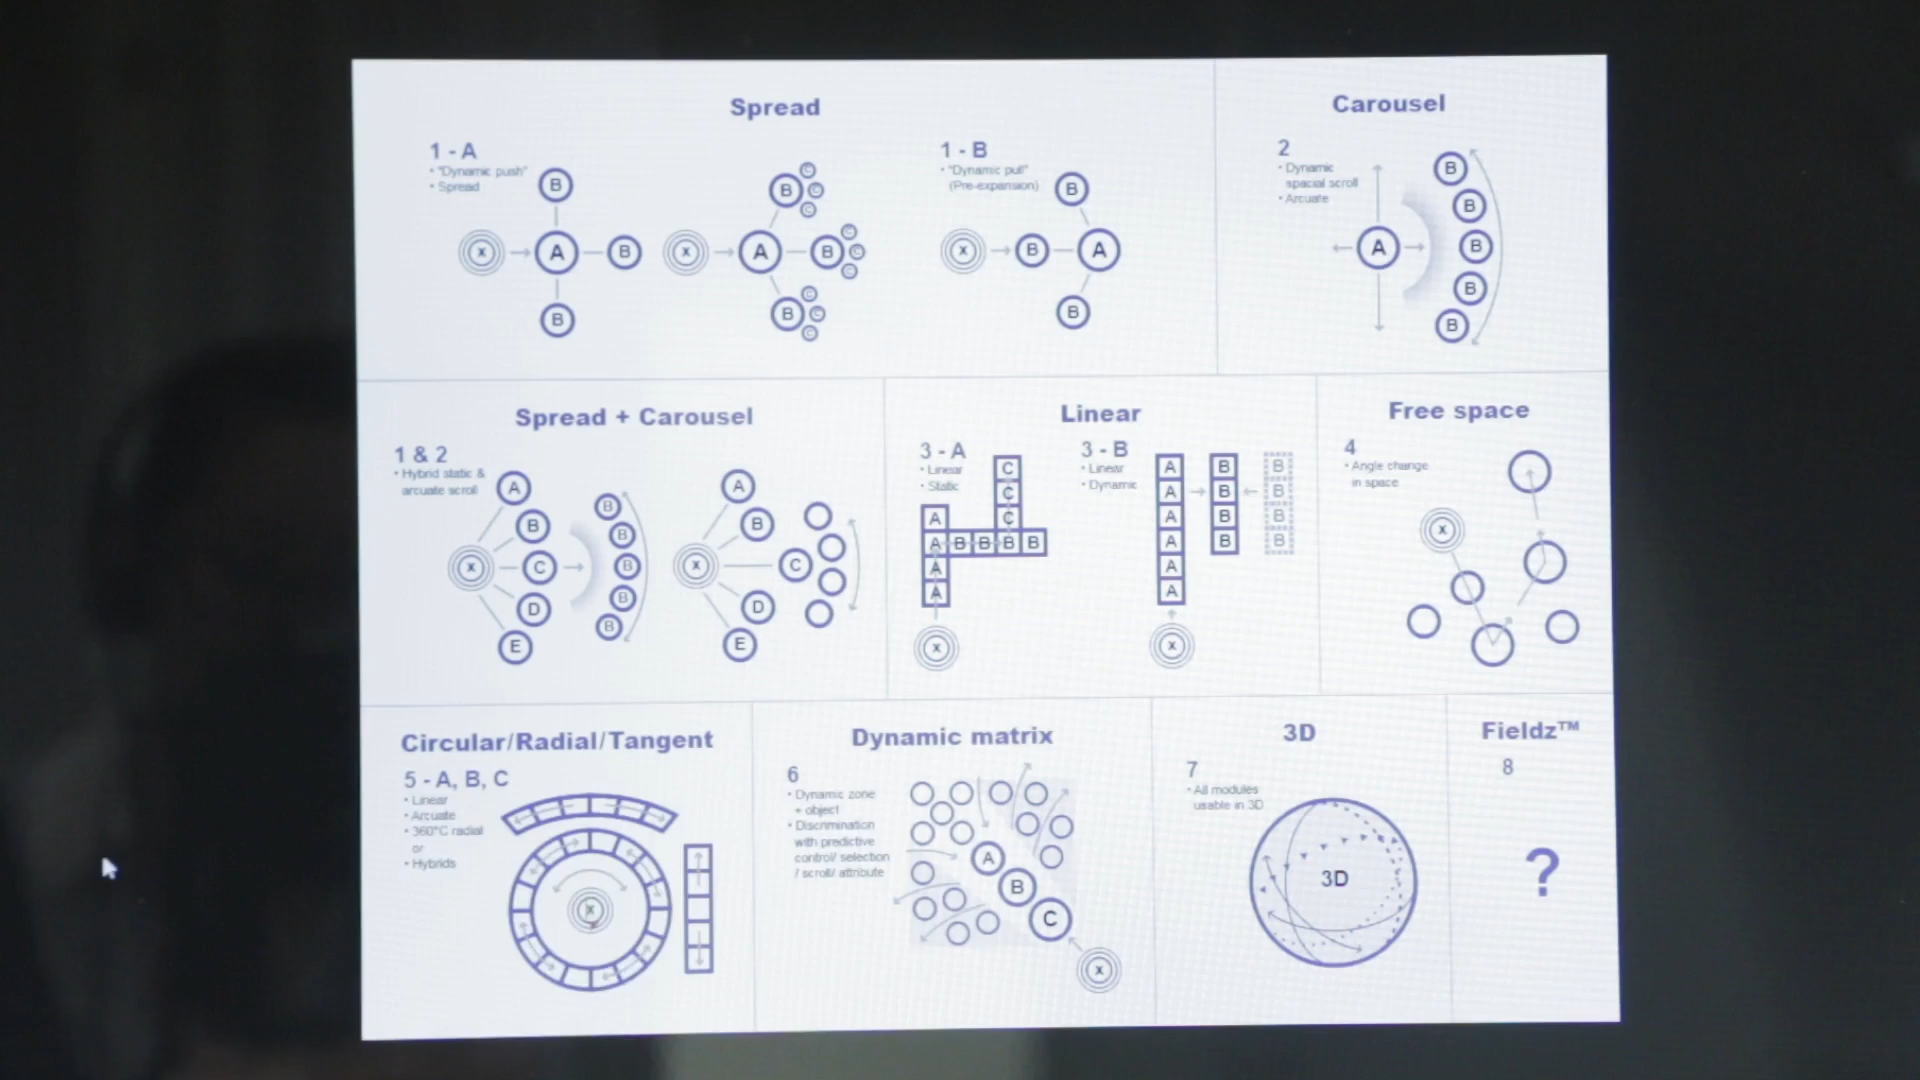 Spread
1 - A
• "Dynamic push"
• Spread
B
X
A
B
B
X
A
B
C
C
C
B
C
C
C
B
C
C
C
1 - B
• "Dynamic pull"
(Pre-expansion)
B
X
B
A
B
Carousel
2
• Dynamic
spacial scroll
• Arcuate
A
B
B
B
B
B
Spread + Carousel
1 & 2
• Hybrid static &
arcuate scroll
X
A
B
C
D
E
B
B
B
B
B
X
A
B
C
D
E
Linear
3 - A
• Linear
• Static
C
C
C
A
A B B B B
A
A
X
3 - B
• Linear
• Dynamic
A B B
A B B
A B B
A B B
A
A
X
Free space
4
• Angle change
in space
X
Circular/Radial/Tangent
5 - A, B, C
• Linear
• Arcuate
• 360°C radial
or
• Hybrids
X
Dynamic matrix
6
• Dynamic zone
+ object
• Discrimination
with predictive
control/ selection
/ scroll/ attribute
A
B
C
X
3D
7
• All modules
usable in 3D
3D
Fieldz™
8
?